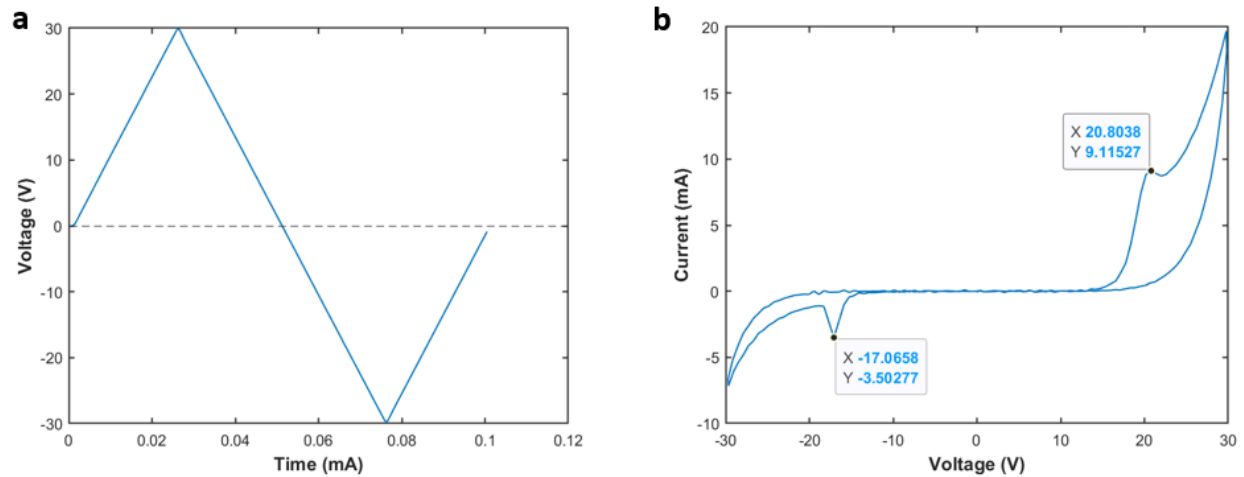 a
30
20
10
0
-10
-20
-30
Voltage (V)
0 0.02 0.04 0.06 0.08 0.1 0.12
Time (mA)
b
20
15
10
5
0
-5
-10
Current (mA)
X 20.8038
Y 9.11527
X -17.0658
Y -3.50277
-30 -20 -10 0 10 20 30
Voltage (V)